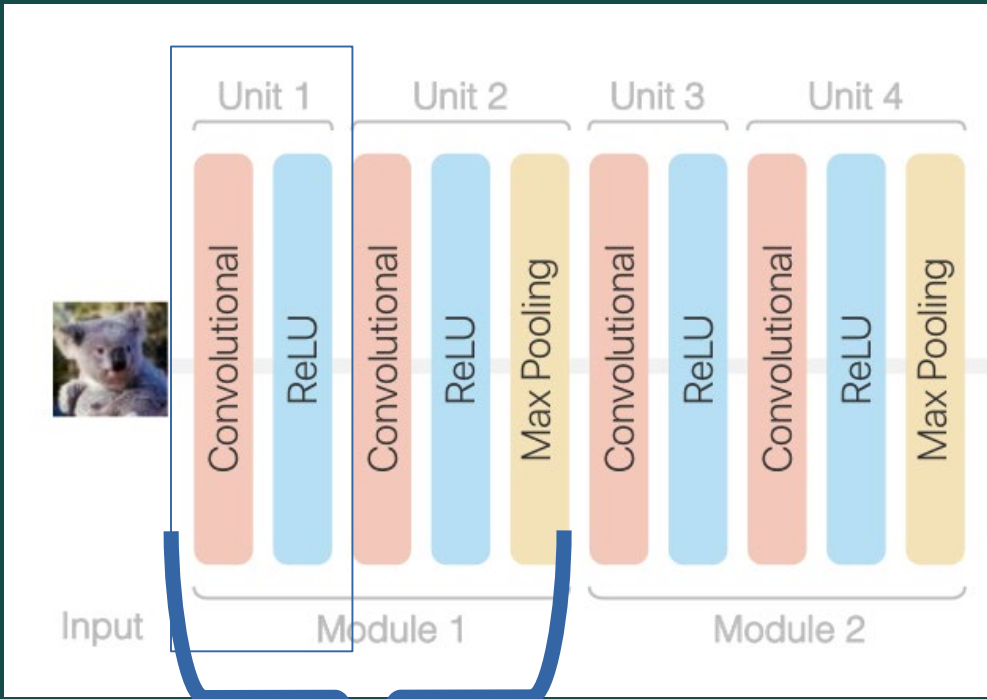 Unit 1
Unit 2
Unit 3
Unit 4
Convolutional
ReLU
Convolutional
ReLU
Max Pooling
Convolutional
ReLU
Convolutional
ReLU
Max Pooling
Input
Module 1
Module 2